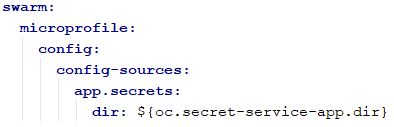 swarm:
  microprofile:
    config:
      config-sources:
        app.secrets:
          dir: ${oc.secret-service-app.dir}